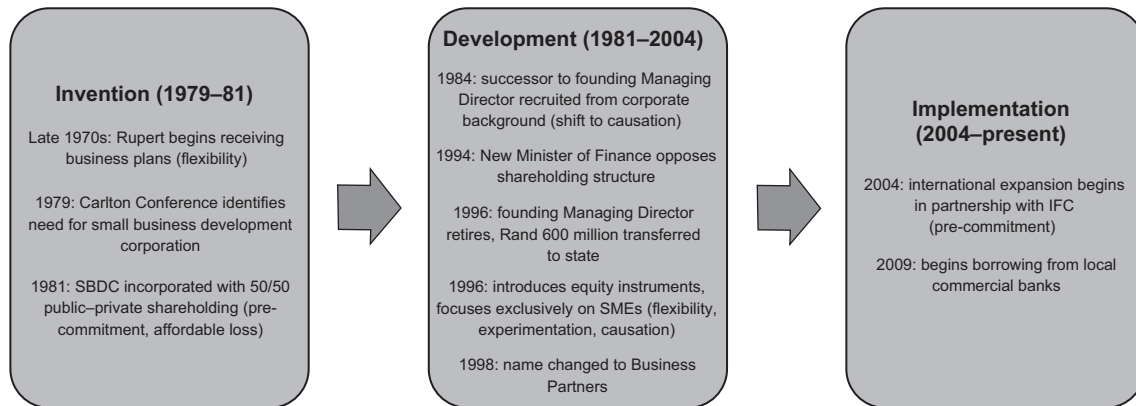 Invention (1979–81)
Late 1970s: Rupert begins receiving
business plans (flexibility)
1979: Carlton Conference identifies
need for small business development
corporation
1981: SBDC incorporated with 50/50
public–private shareholding (pre-
commitment, affordable loss)
Development (1981–2004)
1984: successor to founding Managing
Director recruited from corporate
background (shift to causation)
1994: New Minister of Finance opposes
shareholding structure
1996: founding Managing Director
retires, Rand 600 million transferred
to state
1996: introduces equity instruments,
focuses exclusively on SMEs (flexibility,
experimentation, causation)
1998: name changed to Business
Partners
Implementation
(2004–present)
2004: international expansion begins
in partnership with IFC
(pre-commitment)
2009: begins borrowing from local
commercial banks